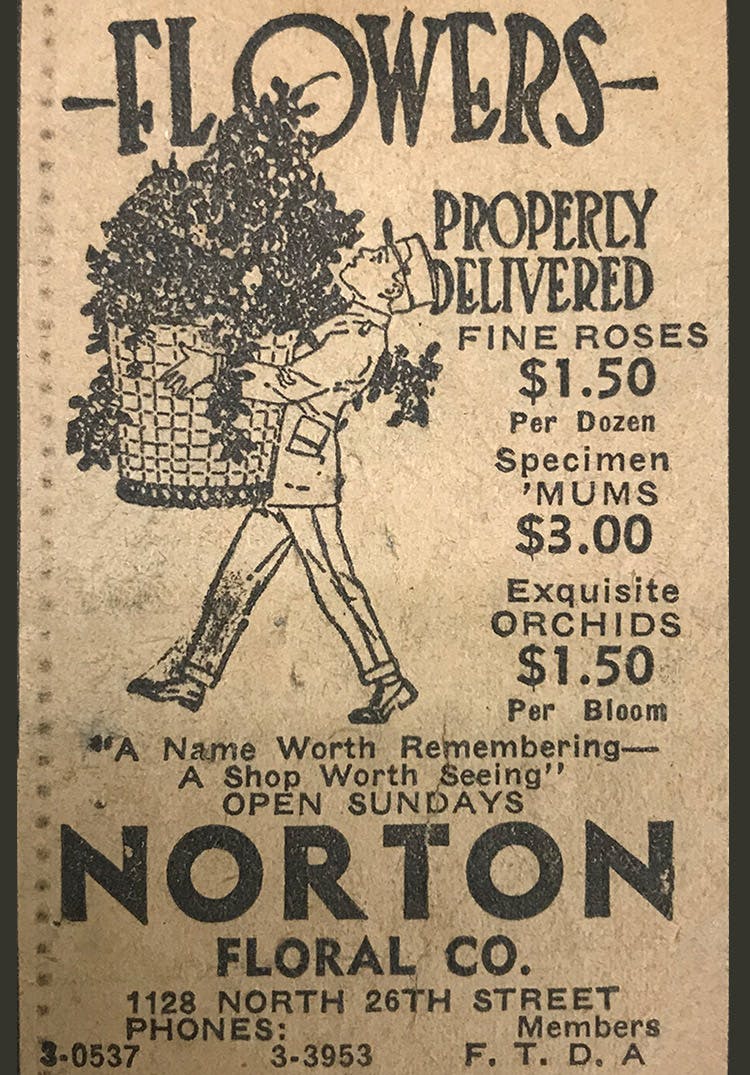 FLOWERS
PROPERLY
DELIVERED
FINE ROSES
$1.50
Per Dozen
Specimen
'MUMS
$3.00
Exquisite
ORCHIDS
$1.50
Per Bloom
"A Name Worth Remembering—
A Shop Worth Seeing"
OPEN SUNDAYS
NORTON
FLORAL CO.
1128 NORTH 26TH STREET
PHONES: Members
3-0537 3-3953 F. T. D. A